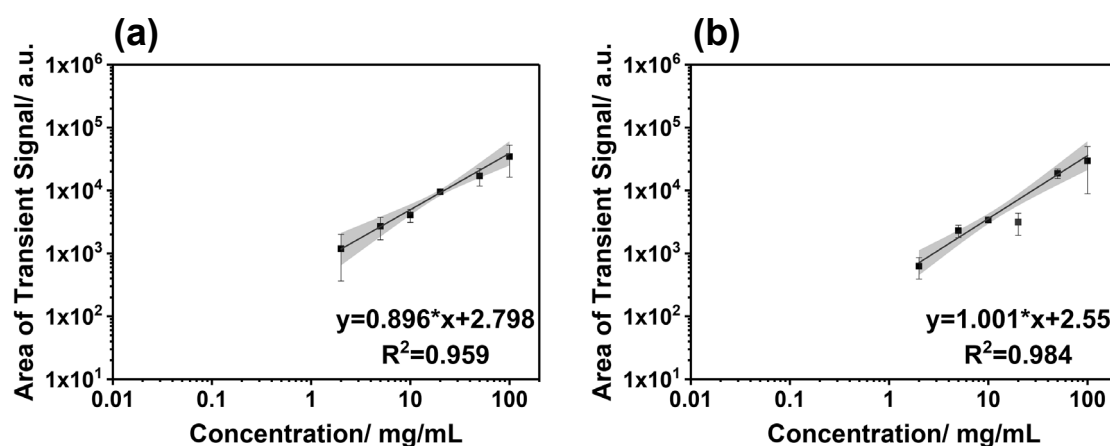 (a)
Area of Transient Signal/ a.u.
1x10⁶
1x10⁵
1x10⁴
1x10³
1x10²
1x10¹
y=0.896*x+2.798
R²=0.959
0.01 0.1 1 10 100
Concentration/ mg/mL
(b)
Area of Transient Signal/ a.u.
1x10⁶
1x10⁵
1x10⁴
1x10³
1x10²
1x10¹
y=1.001*x+2.55
R²=0.984
0.01 0.1 1 10 100
Concentration/ mg/mL